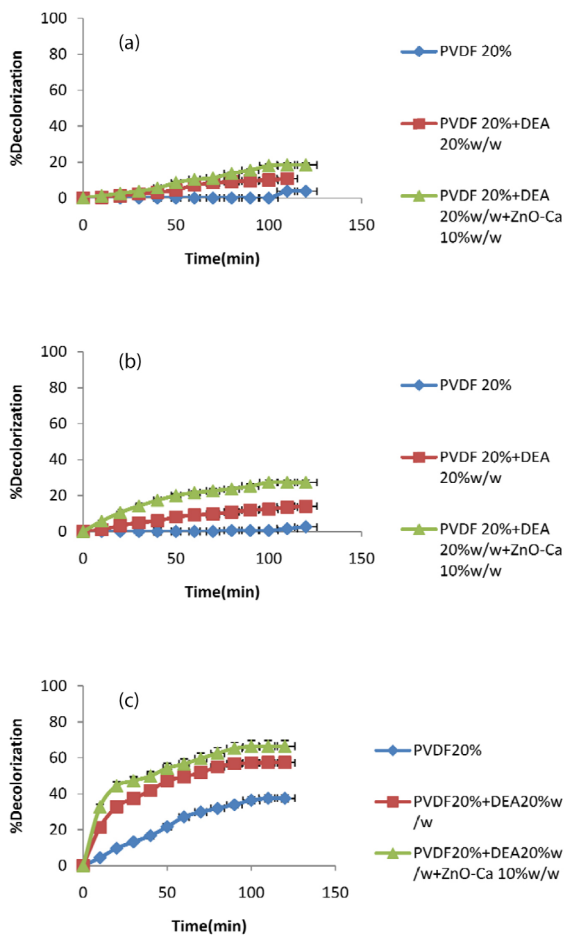 (a)
%Decolorization
100
80
60
40
20
0
0 50 100 150
Time(min)
PVDF 20%
PVDF 20%+DEA
20%w/w
PVDF 20%+DEA
20%w/w+ZnO-Ca
10%w/w
(b)
%Decolorization
100
80
60
40
20
0
0 50 100 150
Time(min)
PVDF 20%
PVDF 20%+DEA
20%w/w
PVDF 20%+DEA
20%w/w+ZnO-Ca
10%w/w
(c)
%Decolorization
100
80
60
40
20
0
0 50 100 150
Time(min)
PVDF20%
PVDF20%+DEA20%w
/w
PVDF20%+DEA20%w
/w+ZnO-Ca 10%w/w